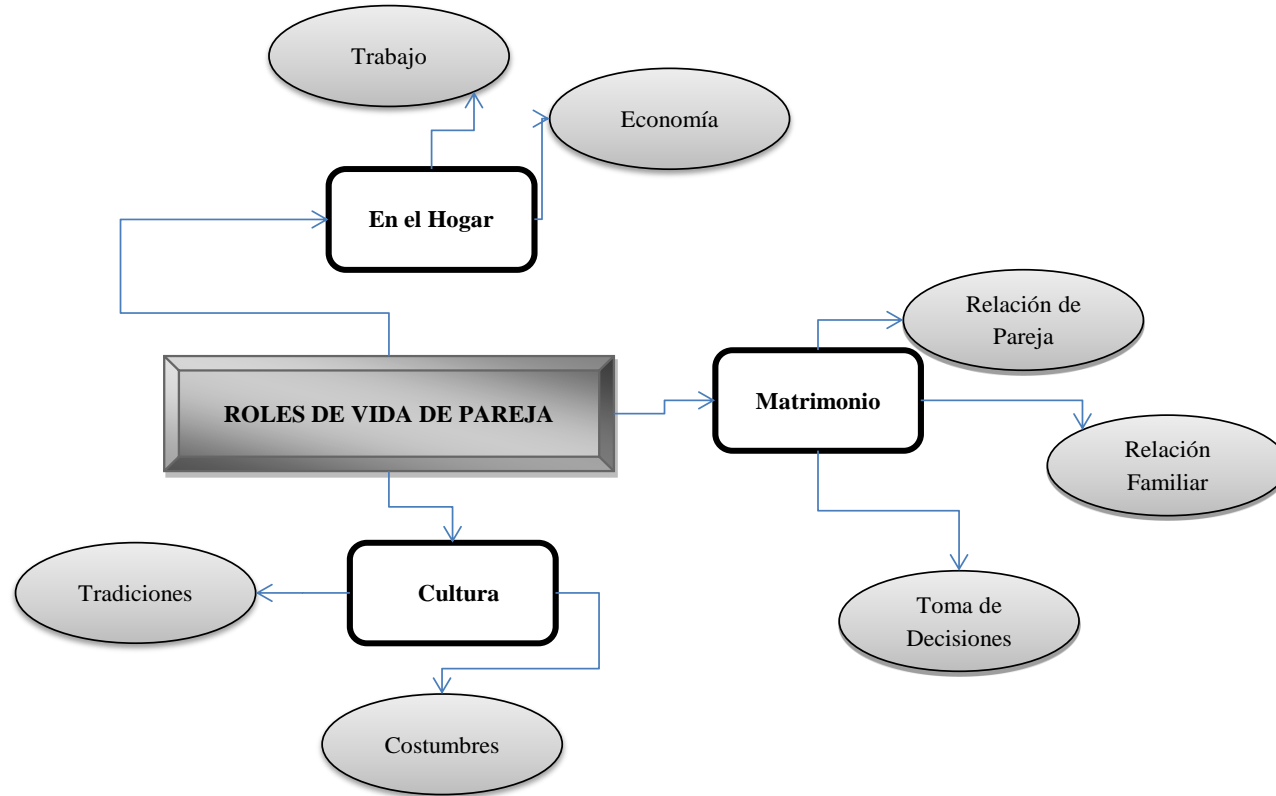 Trabajo
Economía
En el Hogar
Relación de
Pareja
ROLES DE VIDA DE PAREJA
Matrimonio
Relación
Familiar
Tradiciones
Cultura
Toma de
Decisiones
Costumbres